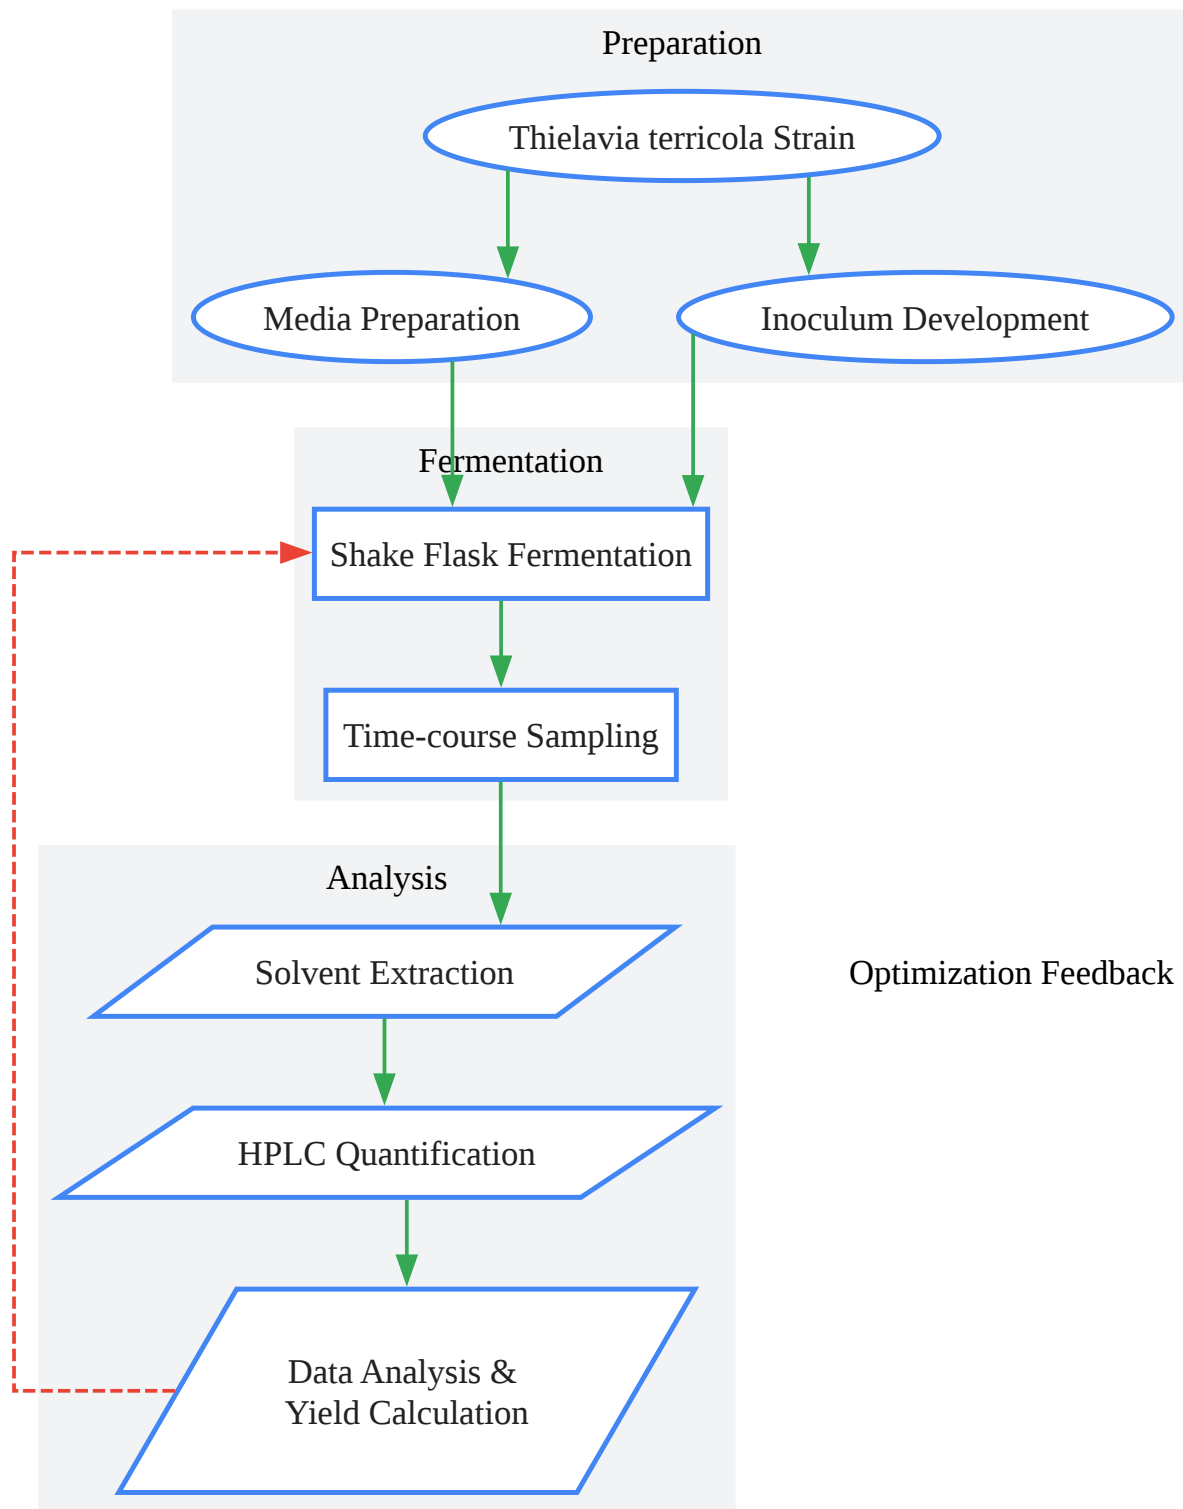 Preparation
Thielavia terricola Strain
Media Preparation
Inoculum Development
Fermentation
Shake Flask Fermentation
Time-course Sampling
Analysis
Solvent Extraction
Optimization Feedback
HPLC Quantification
Data Analysis &
Yield Calculation